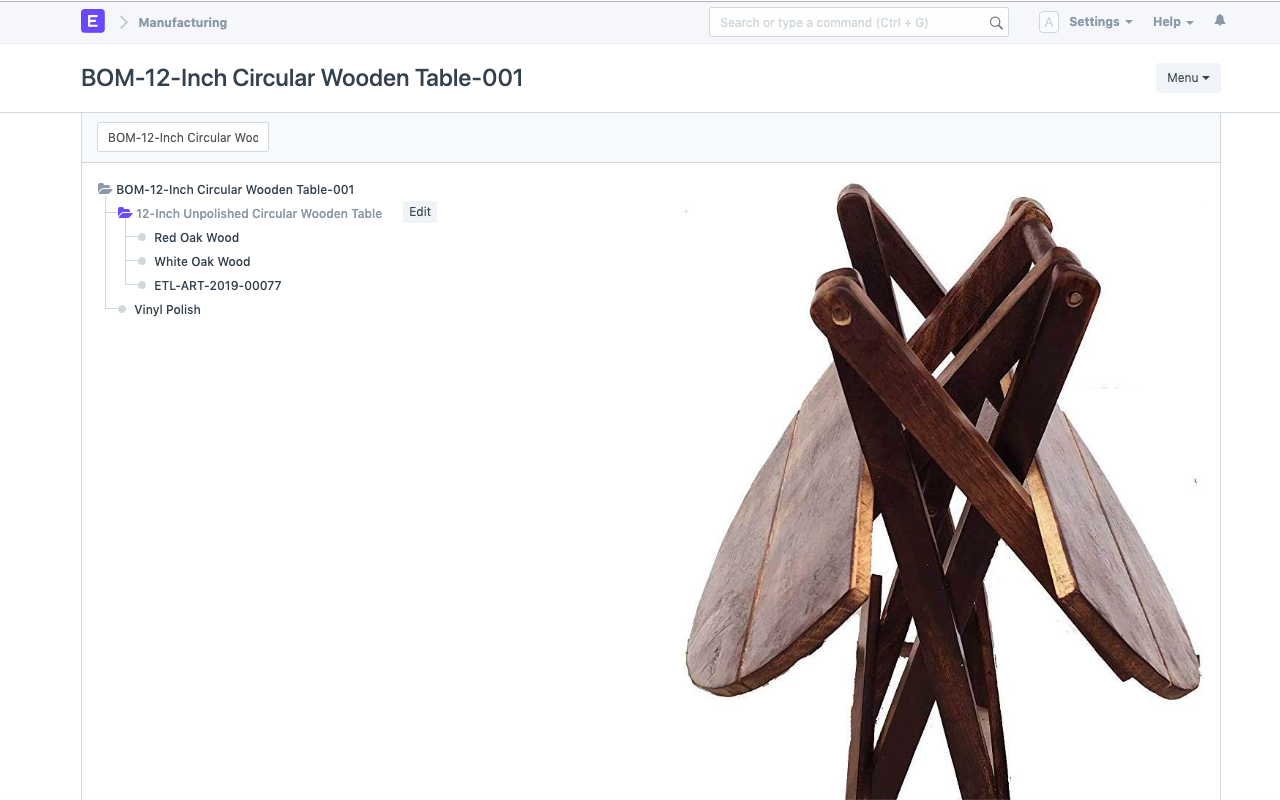 E
Manufacturing
Search or type a command (Ctrl + G)
A
Settings
Help
BOM-12-Inch Circular Wooden Table-001
Menu
BOM-12-Inch Circular Woo
BOM-12-Inch Circular Wooden Table-001
12-Inch Unpolished Circular Wooden Table
Edit
Red Oak Wood
White Oak Wood
ETL-ART-2019-00077
Vinyl Polish